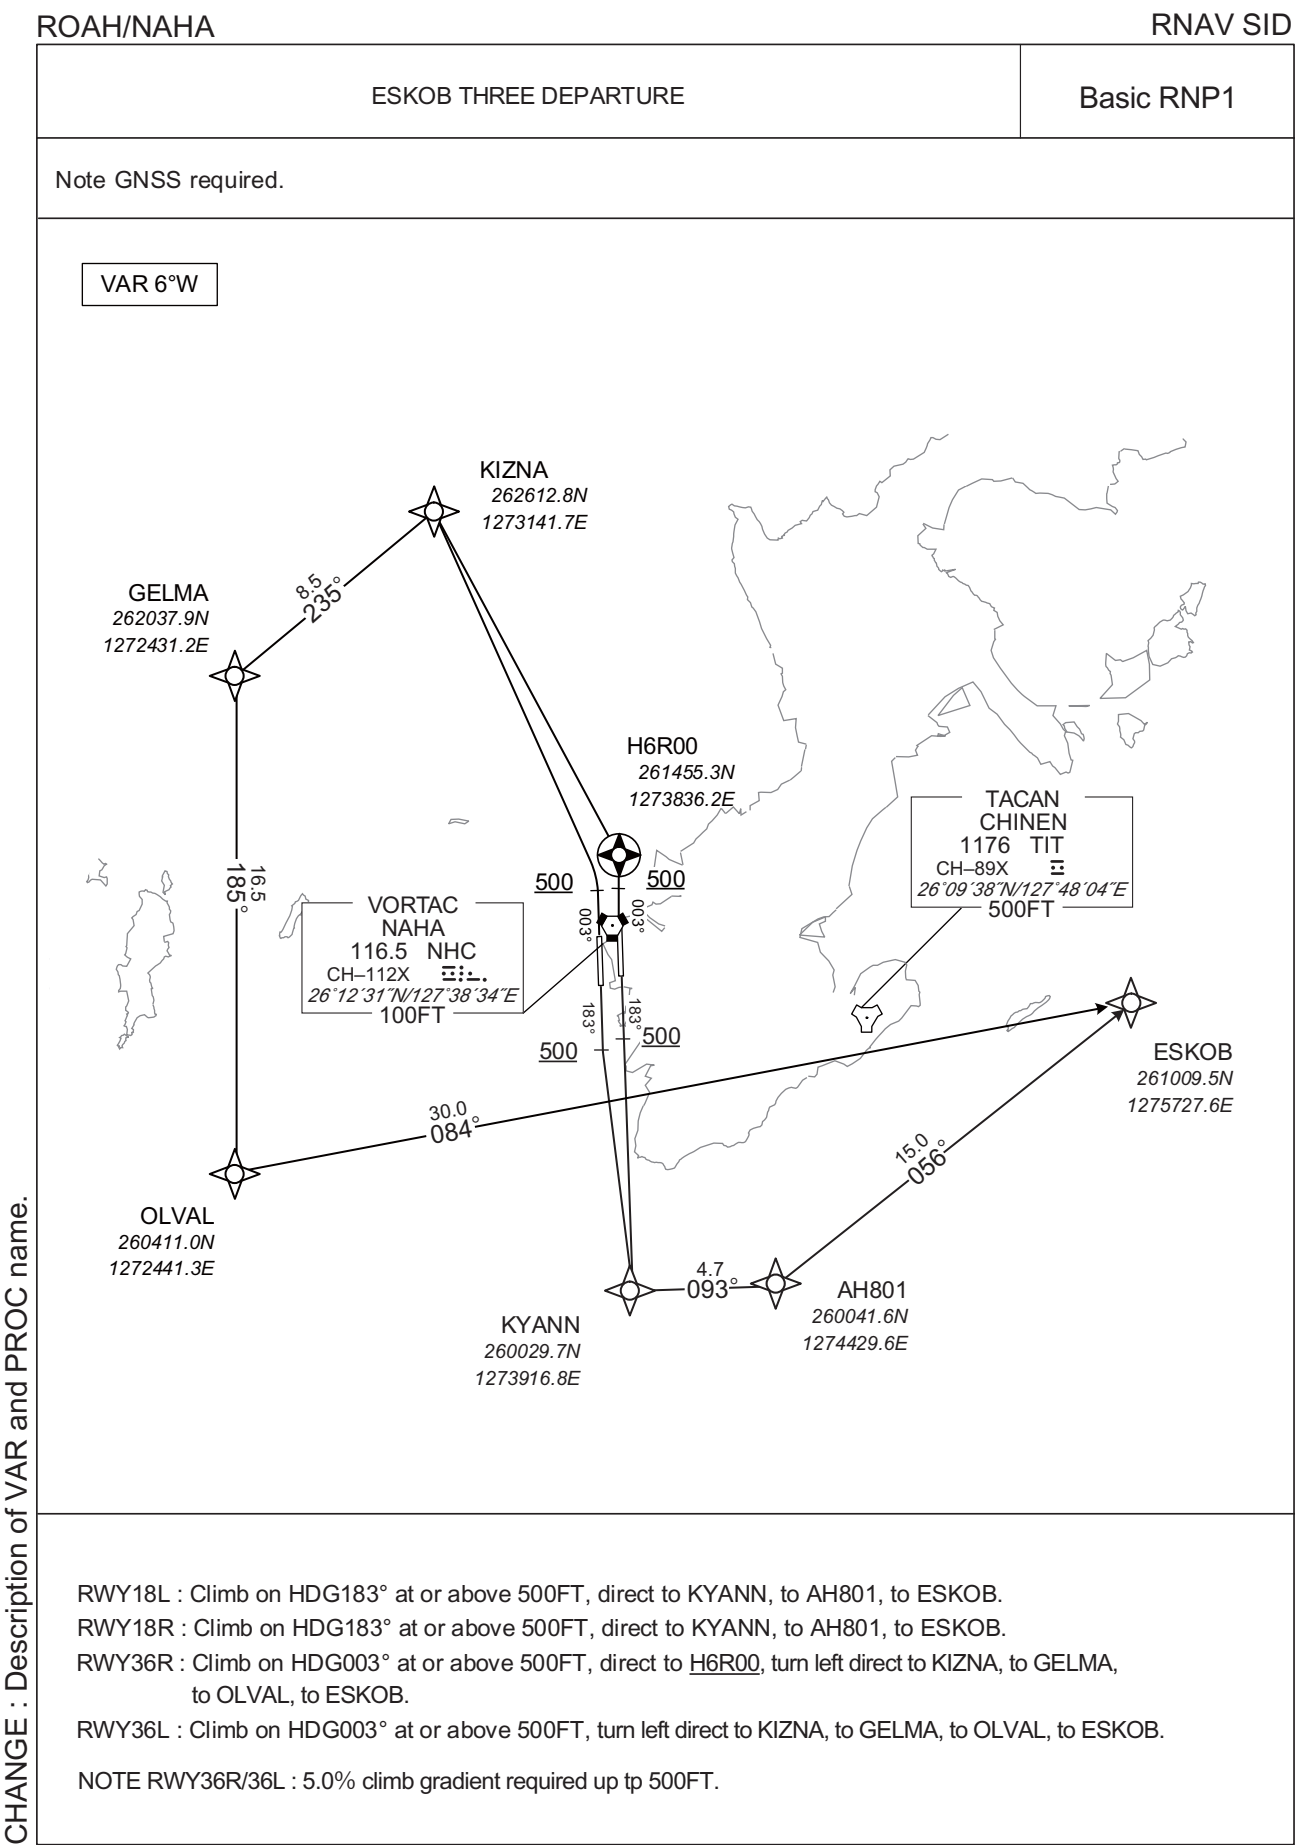 ROAH/NAHA
RNAV SID
ESKOB THREE DEPARTURE
Basic RNP1
Note GNSS required.
VAR 6°W
KIZNA
262612.8N
1273141.7E
GELMA
262037.9N
1272431.2E
8.5
235°
H6R00
261455.3N
1273836.2E
TACAN
CHINEN
1176 TIT
CH–89X
26°09´38˝N/127°48´04˝E
500FT
16.5
185°
500
500
003°
003°
VORTAC
NAHA
116.5 NHC
CH–112X
26°12´31˝N/127°38´34˝E
100FT
183°
183°
500
500
ESKOB
261009.5N
1275727.6E
30.0
084°
15.0
056°
OLVAL
260411.0N
1272441.3E
4.7
093°
AH801
260041.6N
1274429.6E
KYANN
260029.7N
1273916.8E
RWY18L : Climb on HDG183° at or above 500FT, direct to KYANN, to AH801, to ESKOB.
RWY18R : Climb on HDG183° at or above 500FT, direct to KYANN, to AH801, to ESKOB.
RWY36R : Climb on HDG003° at or above 500FT, direct to H6R00, turn left direct to KIZNA, to GELMA,
to OLVAL, to ESKOB.
RWY36L : Climb on HDG003° at or above 500FT, turn left direct to KIZNA, to GELMA, to OLVAL, to ESKOB.
NOTE RWY36R/36L : 5.0% climb gradient required up tp 500FT.
CHANGE : Description of VAR and PROC name.